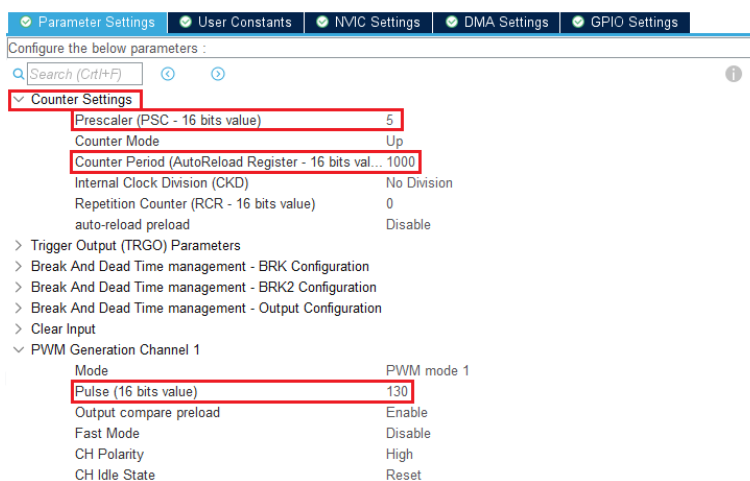 Parameter Settings User Constants NVIC Settings DMA Settings GPIO Settings
Configure the below parameters :
Search (Crtl+F)
Counter Settings
Prescaler (PSC - 16 bits value) 5
Counter Mode Up
Counter Period (AutoReload Register - 16 bits val... 1000
Internal Clock Division (CKD) No Division
Repetition Counter (RCR - 16 bits value) 0
auto-reload preload Disable
Trigger Output (TRGO) Parameters
Break And Dead Time management - BRK Configuration
Break And Dead Time management - BRK2 Configuration
Break And Dead Time management - Output Configuration
Clear Input
PWM Generation Channel 1
Mode PWM mode 1
Pulse (16 bits value) 130
Output compare preload Enable
Fast Mode Disable
CH Polarity High
CH Idle State Reset